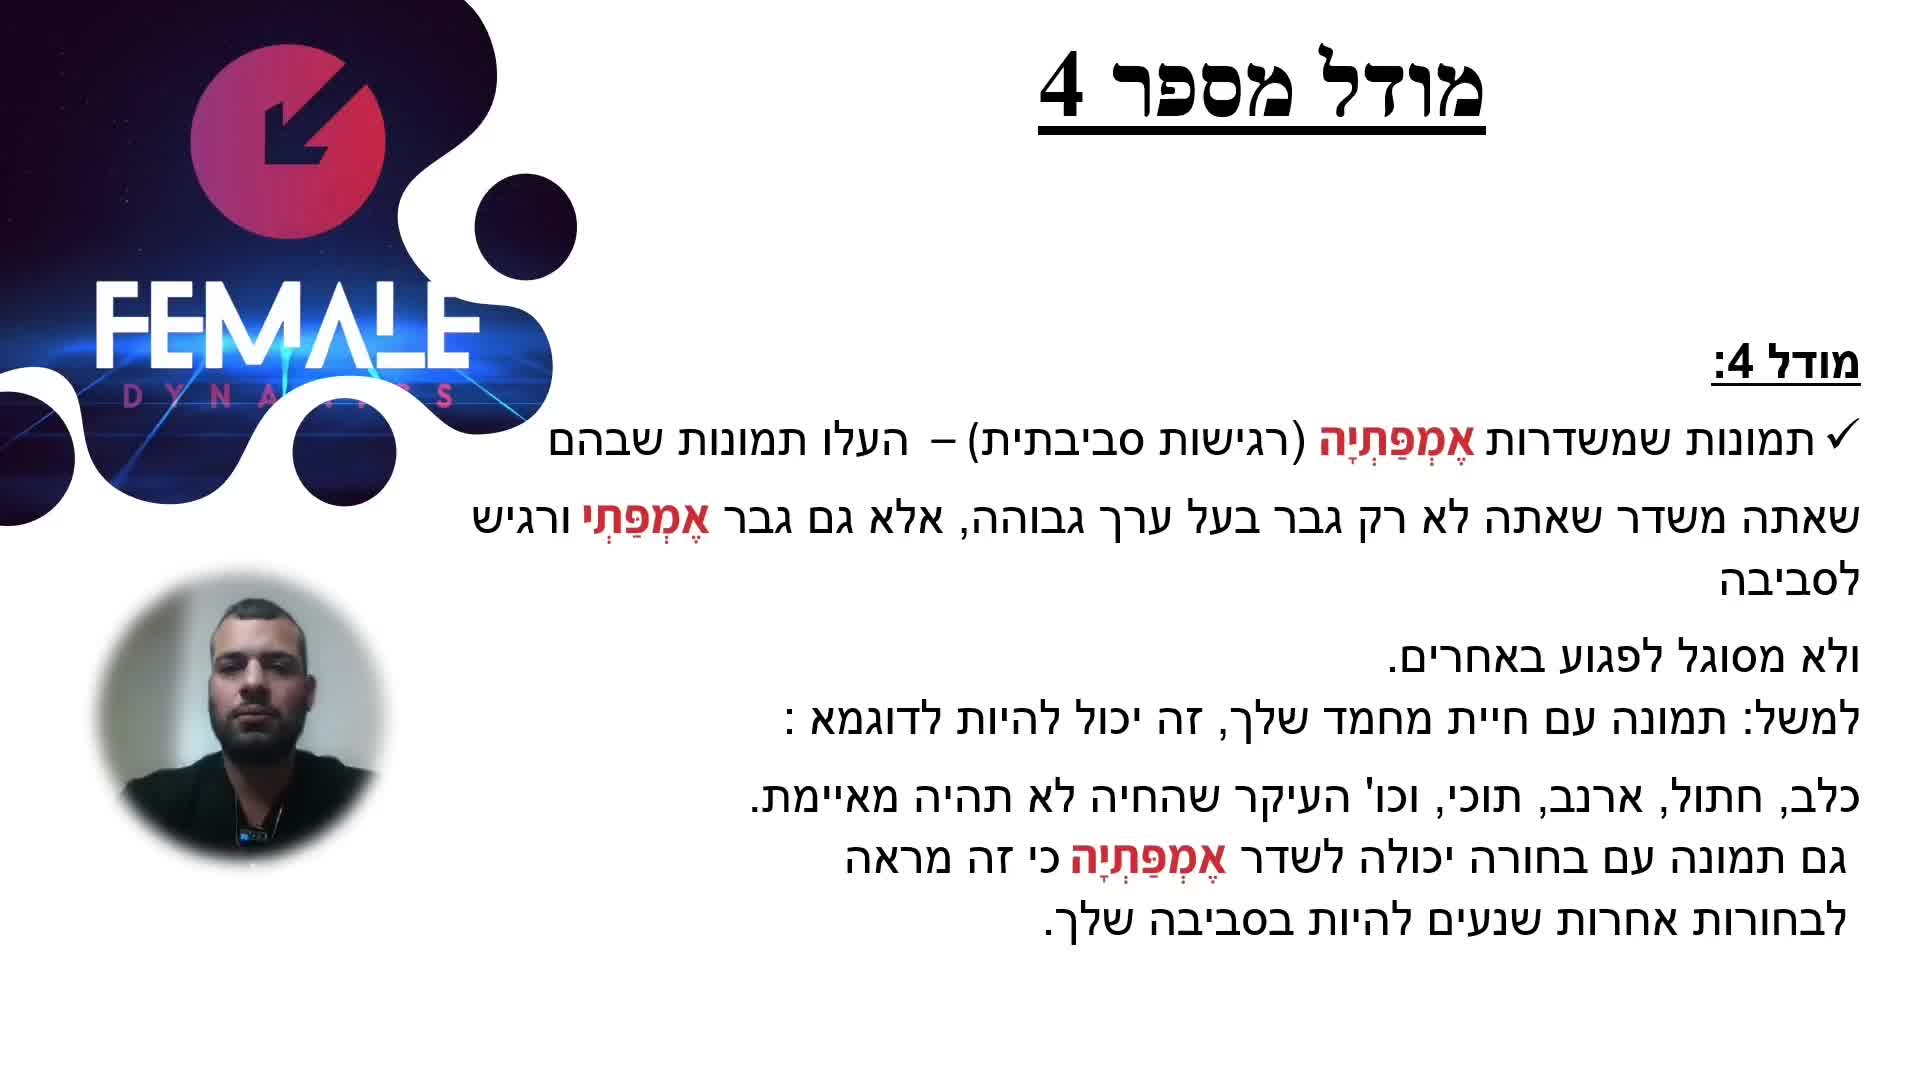 מודל מספר 4
FEMALE
DYNAMICS
מודל 4:
✓ תמונות שמשדרות אֶמְפַּתְיָה (רגישות סביבתית) – העלו תמונות שבהם
שאתה משדר שאתה לא רק גבר בעל ערך גבוהה, אלא גם גבר אֶמְפַּתְי ורגיש
לסביבה
ולא מסוגל לפגוע באחרים.
למשל: תמונה עם חיית מחמד שלך, זה יכול להיות לדוגמא :
כלב, חתול, ארנב, תוכי, וכו' העיקר שהחיה לא תהיה מאיימת.
גם תמונה עם בחורה יכולה לשדר אֶמְפַּתְיָה כי זה מראה
לבחורות אחרות שנעים להיות בסביבה שלך.